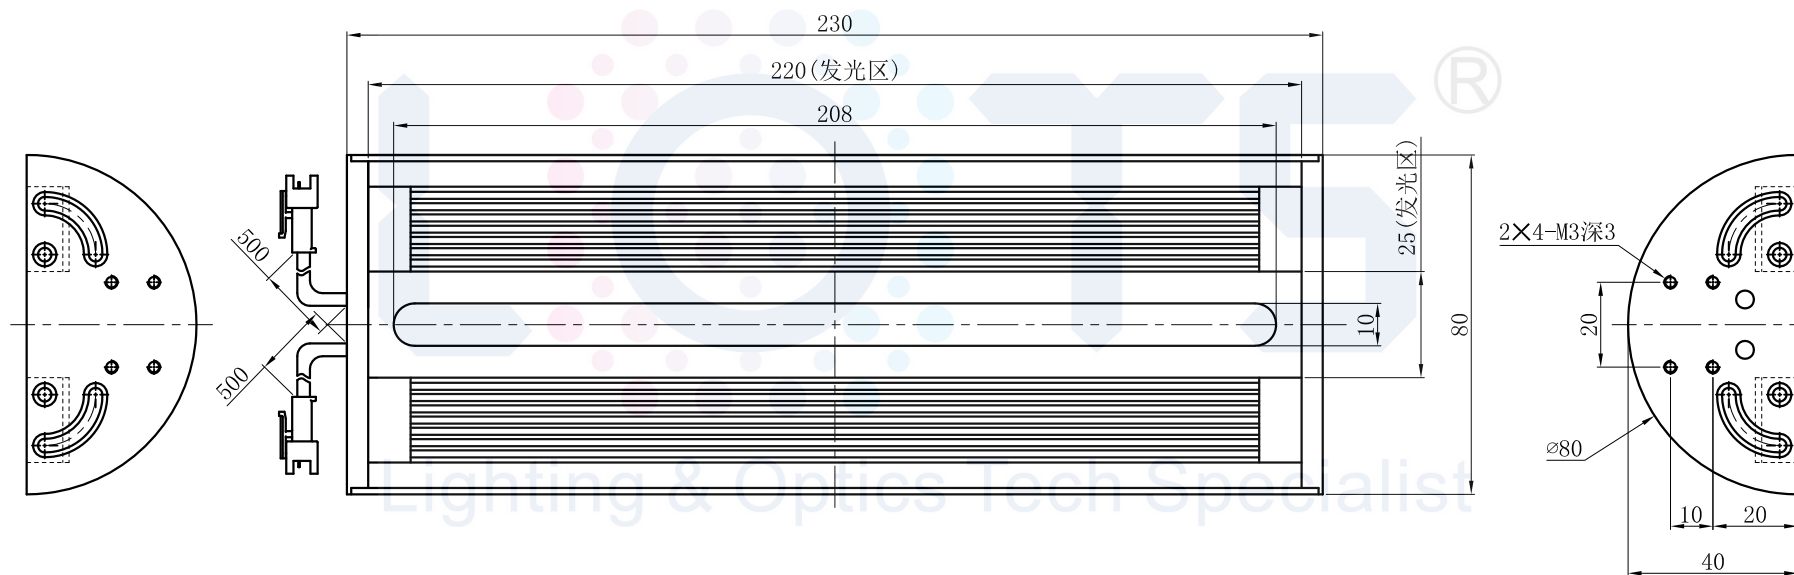 230
220(发光区)
208
LOTS®
25(发光区)
10
80
500
500
2×4-M3深3
20
⌀80
10
20
40
Lighting & Optics Tech Specialist